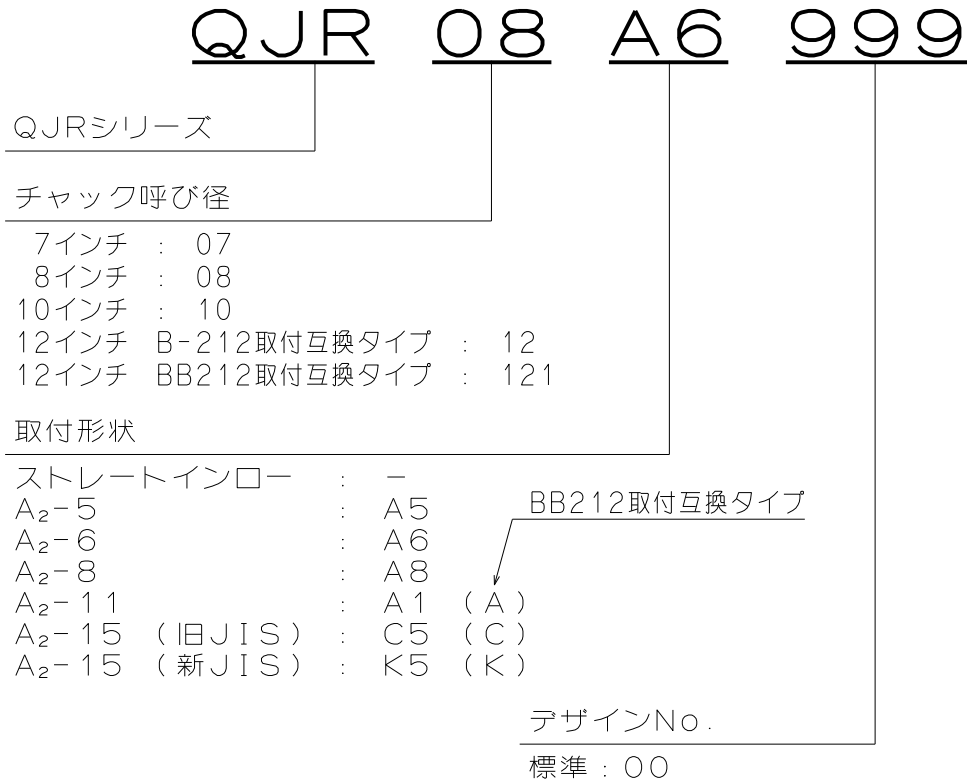 QJR 08 A6 999
QJRシリーズ
チャック呼び径
7インチ : 07
8インチ : 08
10インチ : 10
12インチ B-212取付互換タイプ : 12
12インチ BB212取付互換タイプ : 121
取付形状
ストレートインロー : －
A₂-5 : A5
A₂-6 : A6
A₂-8 : A8
A₂-11 : A1 (A)
A₂-15 (旧JIS) : C5 (C)
A₂-15 (新JIS) : K5 (K)
BB212取付互換タイプ
デザインNo.
標準 : 00